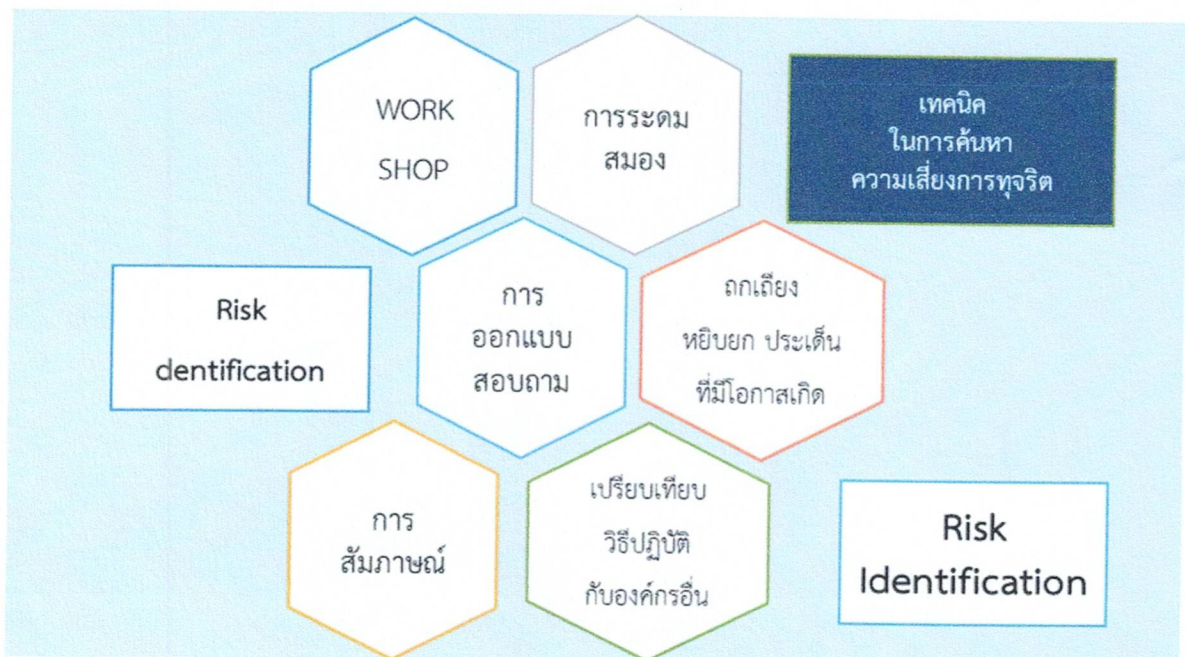 WORK
SHOP
การระดม
สมอง
เทคนิค
ในการค้นหา
ความเสี่ยงการทุจริต
Risk
dentification
การ
ออกแบบ
สอบถาม
ถกเถียง
หยิบยก ประเด็น
ที่มีโอกาสเกิด
การ
สัมภาษณ์
เปรียบเทียบ
วิธีปฏิบัติ
กับองค์กรอื่น
Risk
Identification